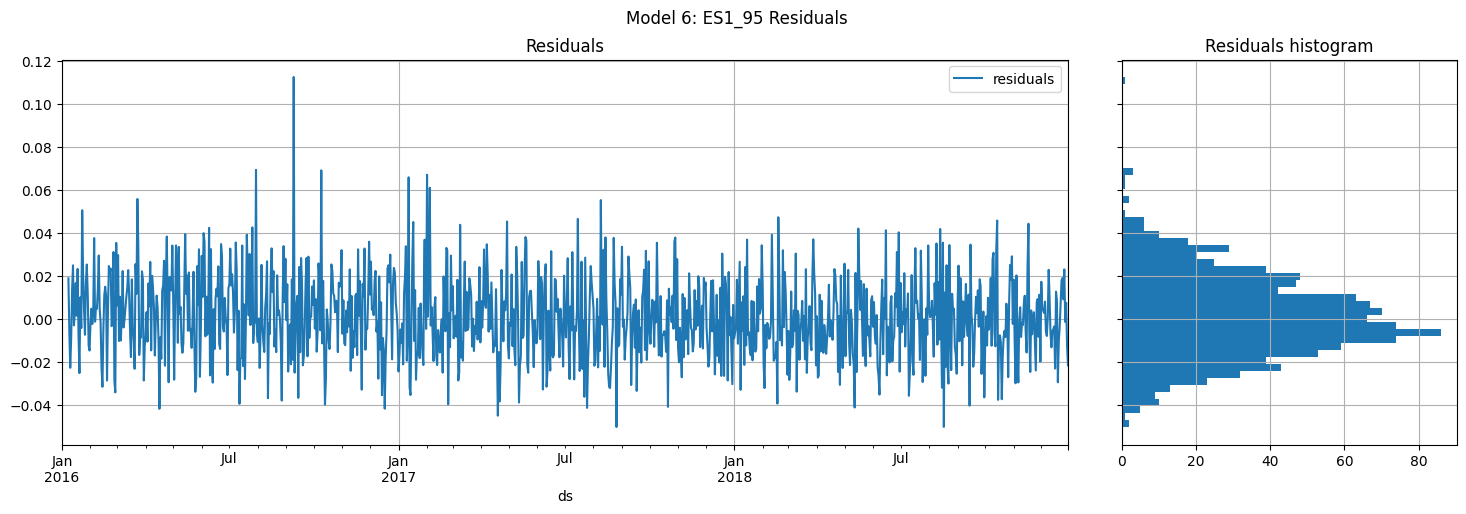 Model 6: ES1_95 Residuals
Residuals
Residuals histogram
residuals
0.12
0.10
0.08
0.06
0.04
0.02
0.00
−0.02
−0.04
Jan
2016
Jul
Jan
2017
Jul
Jan
2018
Jul
ds
0
20
40
60
80